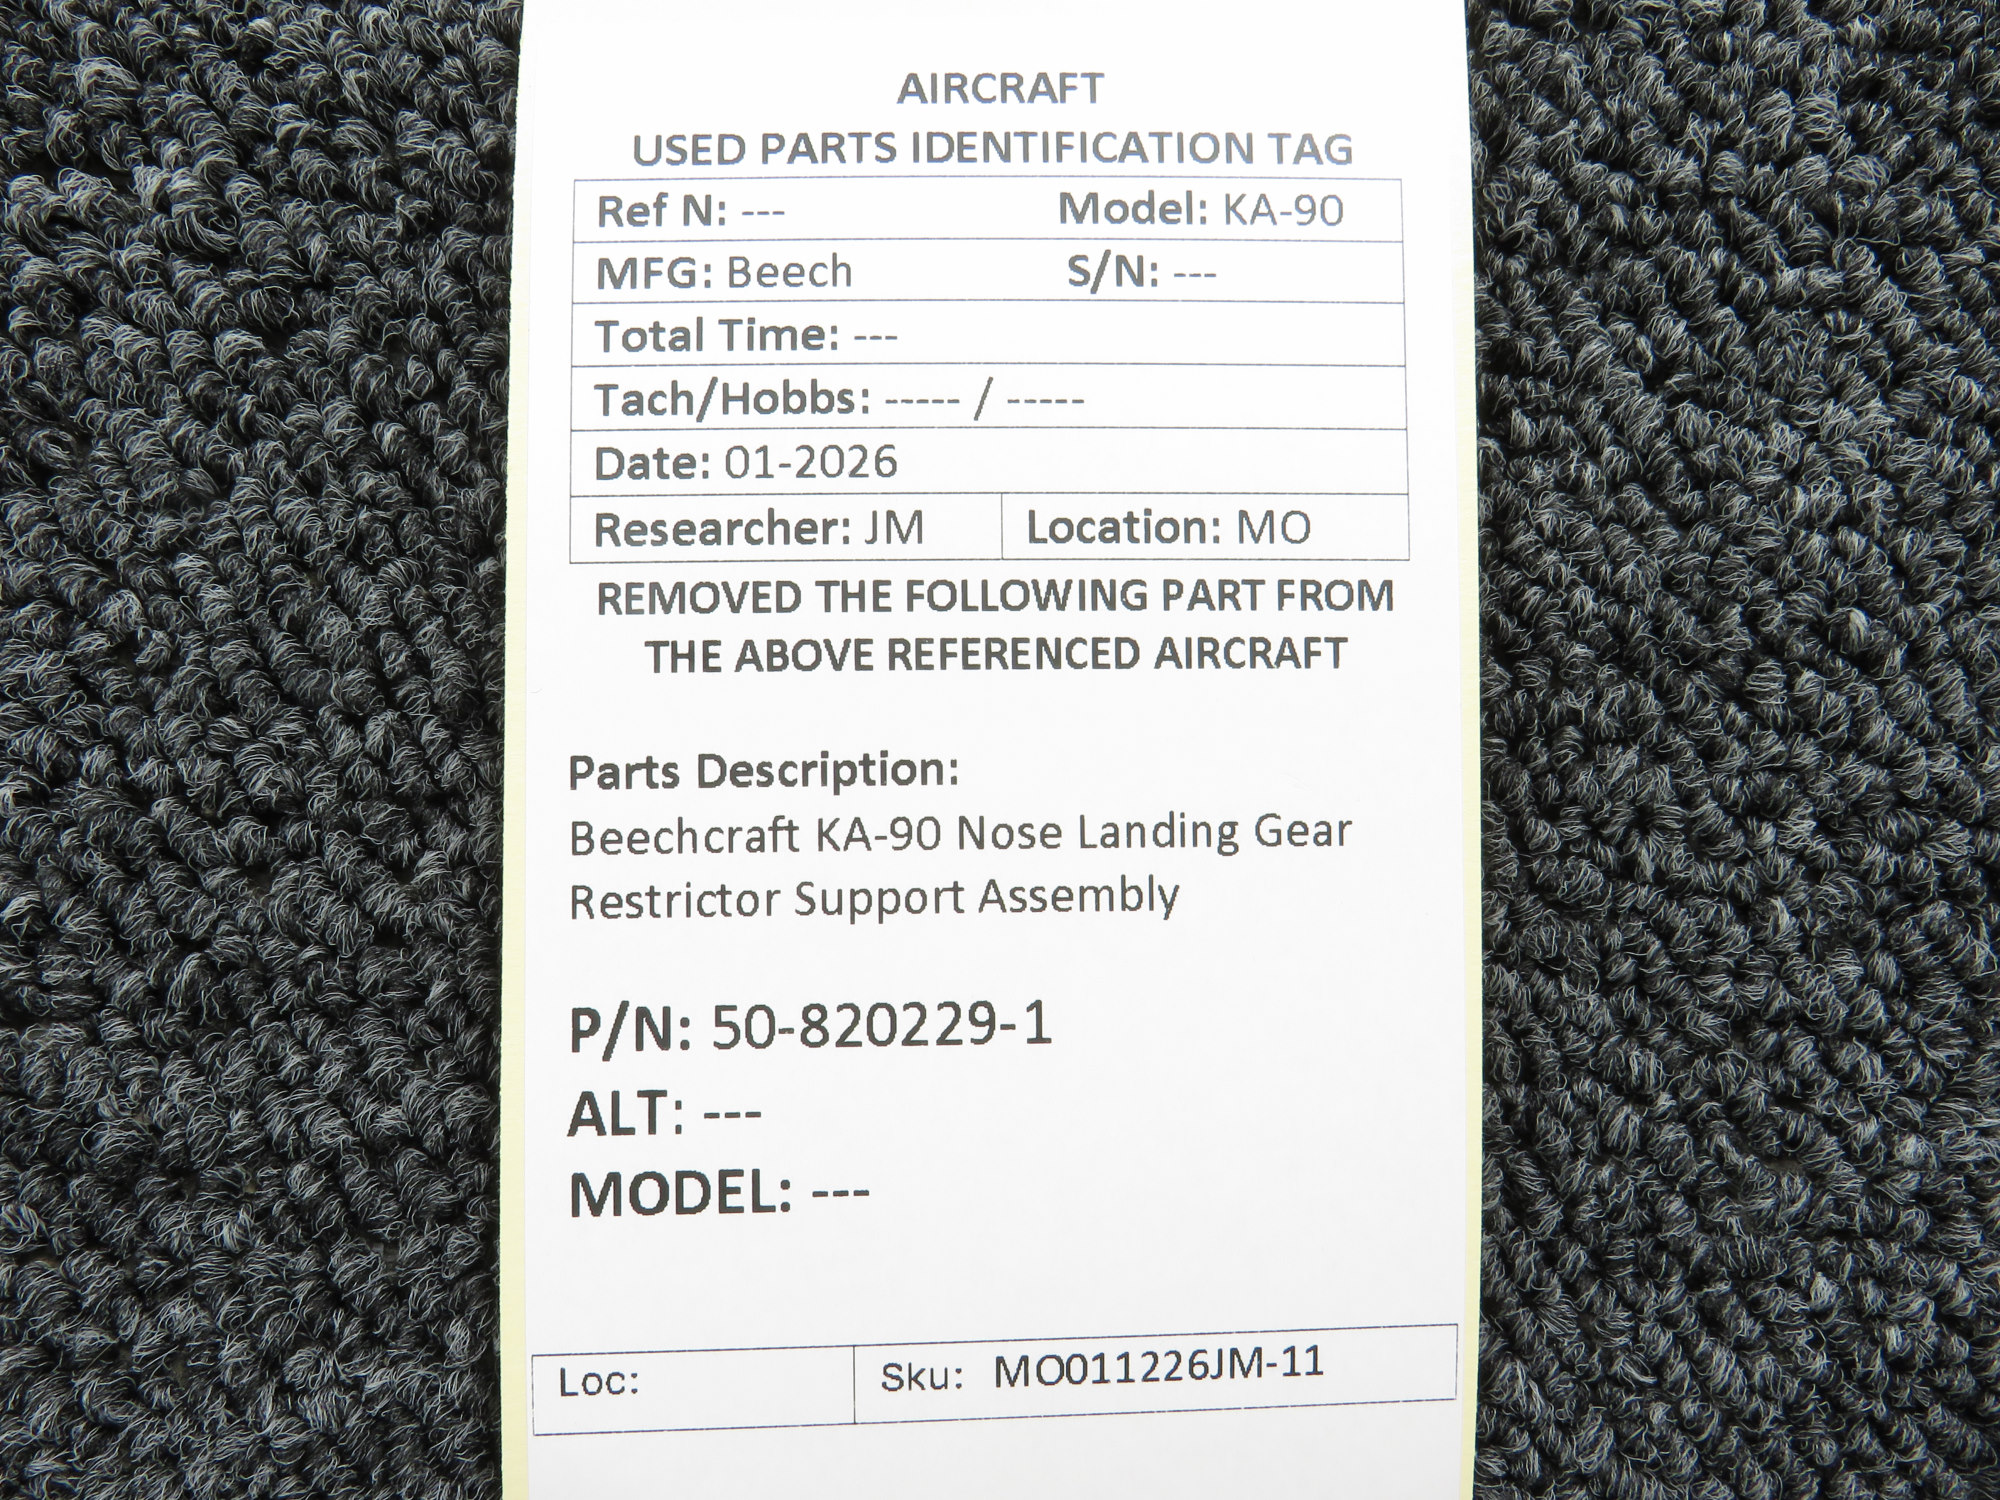 AIRCRAFT
USED PARTS IDENTIFICATION TAG
Ref N: --- Model: KA-90
MFG: Beech S/N: ---
Total Time: ---
Tach/Hobbs: ----- / -----
Date: 01-2026
Researcher: JM Location: MO
REMOVED THE FOLLOWING PART FROM
THE ABOVE REFERENCED AIRCRAFT
Parts Description:
Beechcraft KA-90 Nose Landing Gear
Restrictor Support Assembly
P/N: 50-820229-1
ALT: ---
MODEL: ---
Loc: Sku: MO011226JM-11